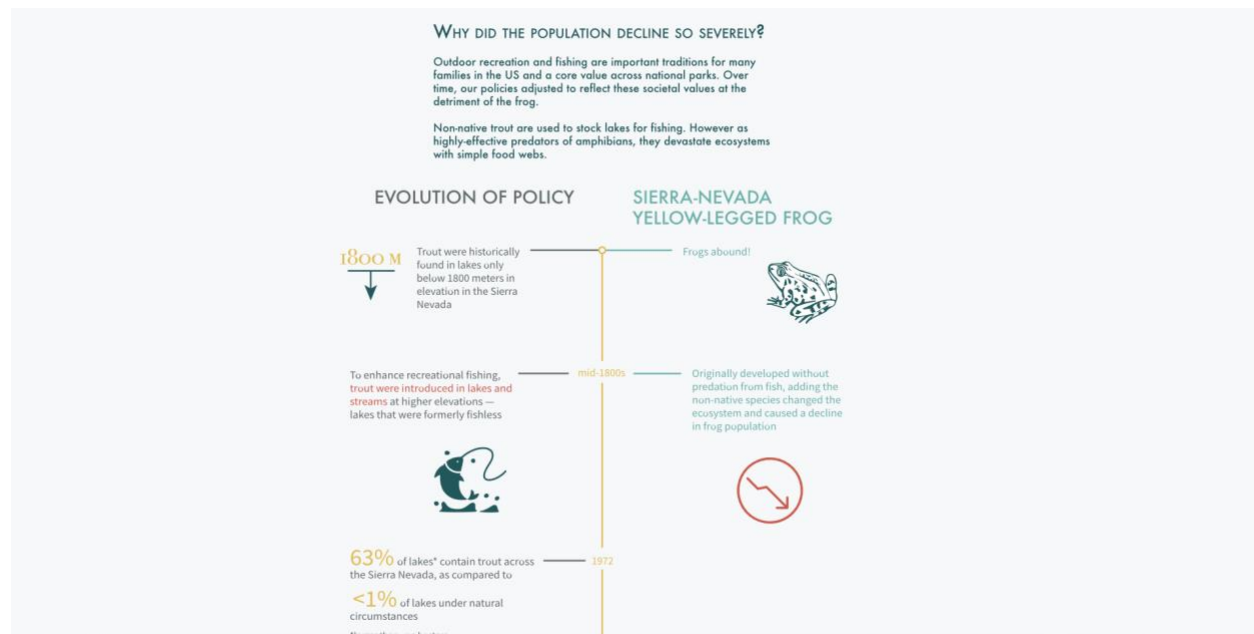 WHY DID THE POPULATION DECLINE SO SEVERELY?
Outdoor recreation and fishing are important traditions for many
families in the US and a core value across national parks. Over
time, our policies adjusted to reflect these societal values at the
detriment of the frog.
Non-native trout are used to stock lakes for fishing. However as
highly-effective predators of amphibians, they devastate ecosystems
with simple food webs.
EVOLUTION OF POLICY
SIERRA-NEVADA
YELLOW-LEGGED FROG
1800 M
Trout were historically
found in lakes only
below 1800 meters in
elevation in the Sierra
Nevada
Frogs abound!
To enhance recreational fishing,
trout were introduced in lakes and
streams at higher elevations —
lakes that were formerly fishless
mid-1800s
Originally developed without
predation from fish, adding the
non-native species changed the
ecosystem and caused a decline
in frog population
63% of lakes* contain trout across
the Sierra Nevada, as compared to
<1% of lakes under natural
circumstances
1972